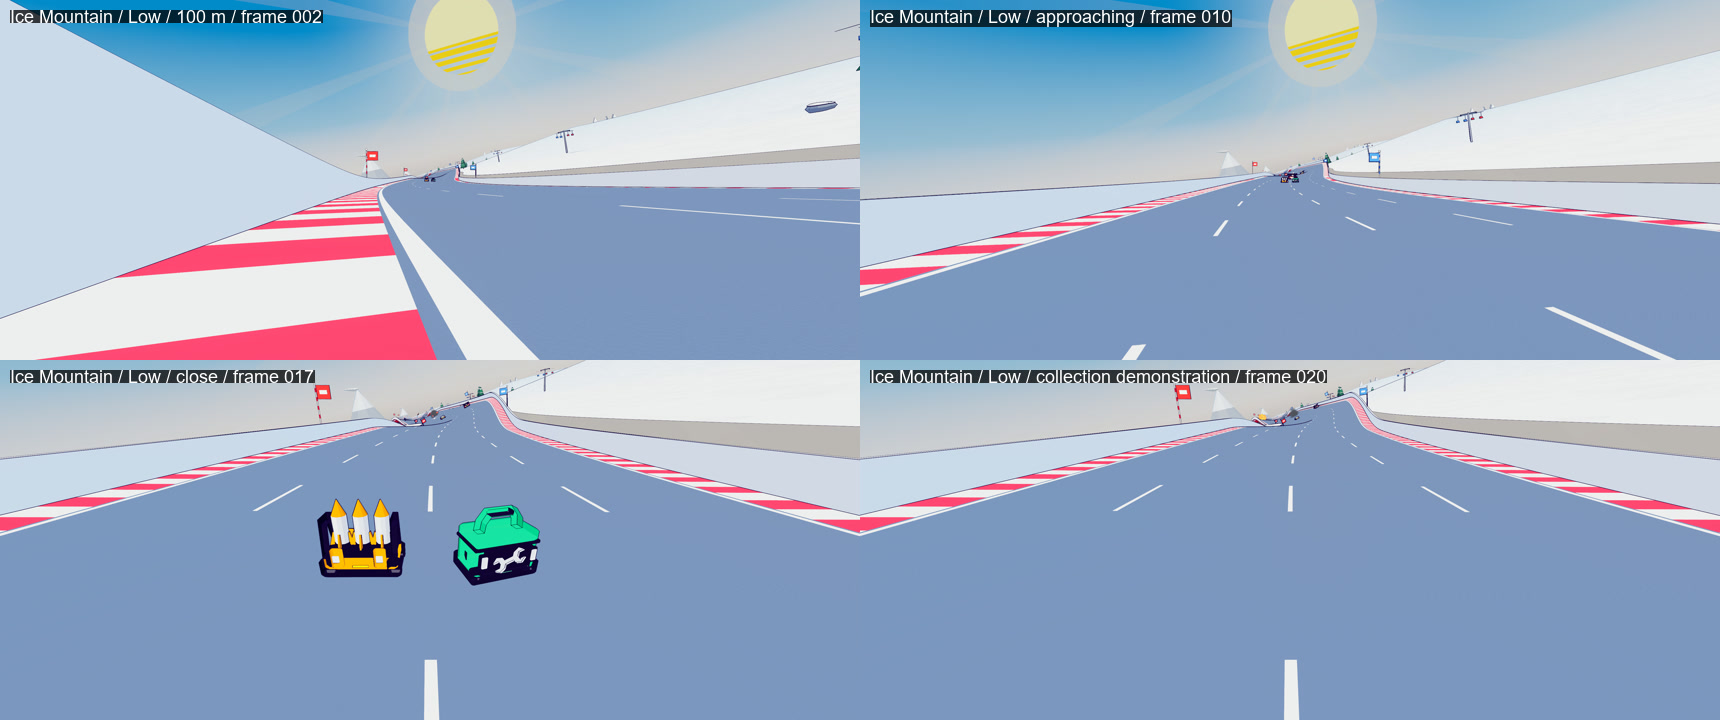 Ice Mountain / Low / 100 m / frame 002
Ice Mountain / Low / approaching / frame 010
Ice Mountain / Low / close / frame 017
Ice Mountain / Low / collection demonstration / frame 020